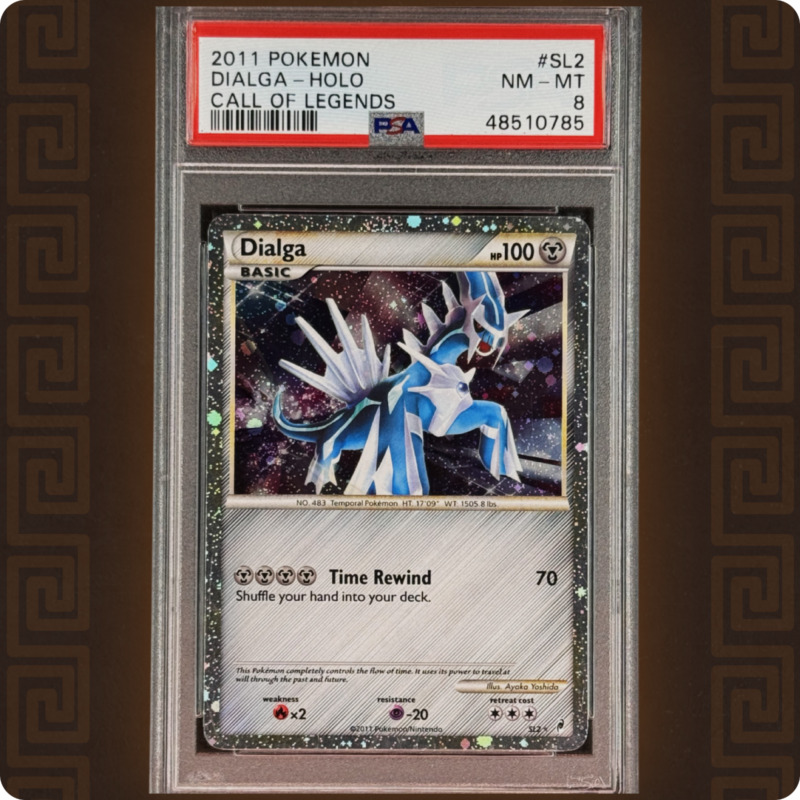 2011 POKEMON #SL2
DIALGA - HOLO NM - MT
CALL OF LEGENDS 8
PSA 48510785
Dialga HP100
BASIC
NO. 483 Temporal Pokémon HT: 17'09" WT: 1505.8 lbs.
Time Rewind 70
Shuffle your hand into your deck.
This Pokémon completely controls the flow of time. It uses its power to travel at
will through the past and future.
Illus. Ayaka Yoshida
weakness resistance retreat cost
x2 -20
©2011 Pokémon/Nintendo SL2